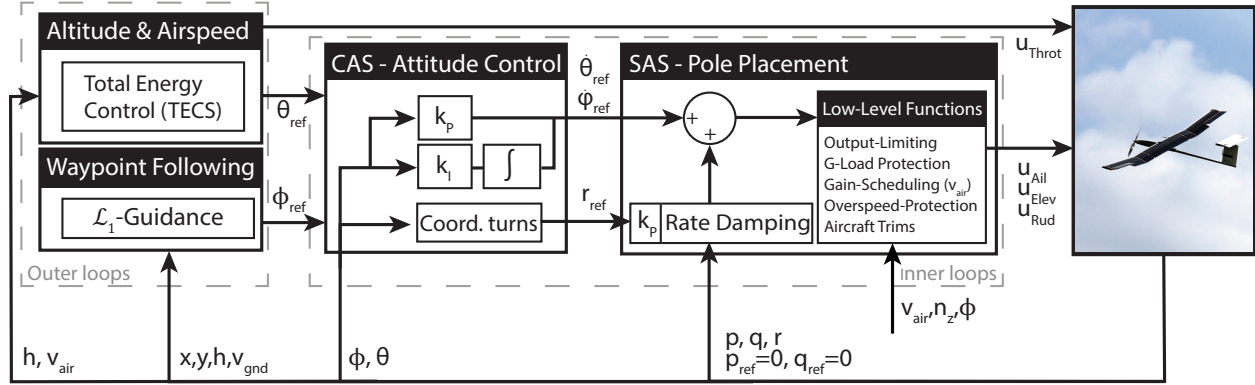 Altitude & Airspeed
Total Energy
Control (TECS)
θref
Waypoint Following
ℒ1-Guidance
ϕref
Outer loops
CAS - Attitude Control
kP
kI
∫
Coord. turns
θ̇ref
φ̇ref
rref
SAS - Pole Placement
+
+
kP Rate Damping
Low-Level Functions
Output-Limiting
G-Load Protection
Gain-Scheduling (vair)
Overspeed-Protection
Aircraft Trims
Inner loops
uThrot
uAil
uElev
uRud
h, vair
x,y,h,vgnd
ϕ, θ
p, q, r
pref=0, qref=0
vair,nz,ϕ